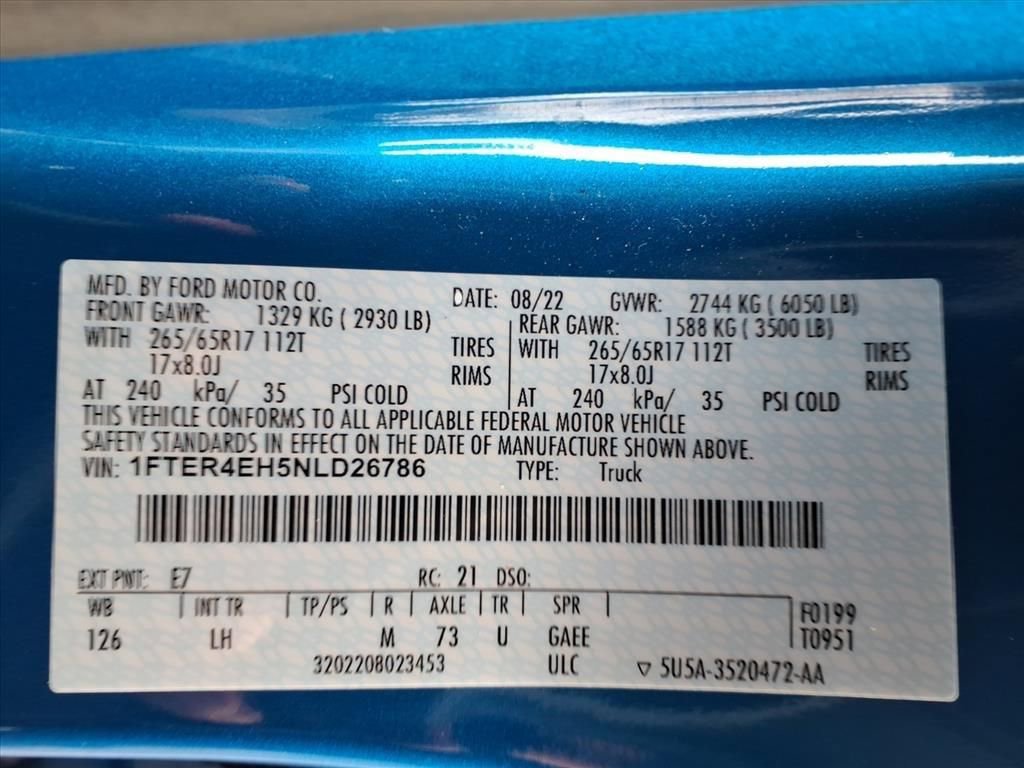 MFD. BY FORD MOTOR CO. DATE: 08/22 GVWR: 2744 KG ( 6050 LB)
FRONT GAWR: 1329 KG ( 2930 LB) REAR GAWR: 1588 KG ( 3500 LB)
WITH 265/65R17 112T TIRES WITH 265/65R17 112T TIRES
17x8.0J RIMS 17x8.0J RIMS
AT 240 kPa/ 35 PSI COLD AT 240 kPa/ 35 PSI COLD
THIS VEHICLE CONFORMS TO ALL APPLICABLE FEDERAL MOTOR VEHICLE
SAFETY STANDARDS IN EFFECT ON THE DATE OF MANUFACTURE SHOWN ABOVE.
VIN: 1FTER4EH5NLD26786 TYPE: Truck
EXT PNT: E7 RC: 21 DSO:
WB INT TR TP/PS R AXLE TR SPR F0199
126 LH M 73 U GAEE T0951
3202208023453 ULC ▽ 5U5A-3520472-AA